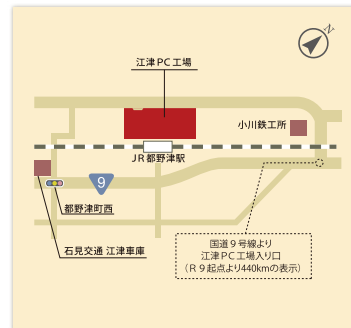 N
江津PC工場
小川鉄工所
JR都野津駅
9
都野津町西
石見交通 江津車庫
国道9号線より
江津PC工場入り口
(R9起点より440kmの表示)